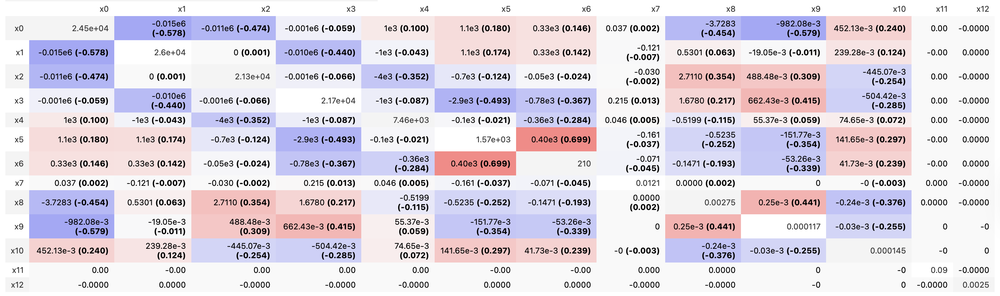 x0 x1 x2 x3 x4 x5 x6 x7 x8 x9 x10 x11 x12
x0 2.45e+04 -0.015e6 (-0.578) -0.011e6 (-0.474) -0.001e6 (-0.059) 1e3 (0.100) 1.1e3 (0.180) 0.33e3 (0.146) 0.037 (0.002) -3.7283 (-0.454) -982.08e-3 (-0.579) 452.13e-3 (0.240) 0.00 -0.0000
x1 -0.015e6 (-0.578) 2.6e+04 0 (0.001) -0.010e6 (-0.440) -1e3 (-0.043) 1.1e3 (0.174) 0.33e3 (0.142) -0.121 (-0.007) 0.5301 (0.063) -19.05e-3 (-0.011) 239.28e-3 (0.124) -0.00 0.0000
x2 -0.011e6 (-0.474) 0 (0.001) 2.13e+04 -0.001e6 (-0.066) -4e3 (-0.352) -0.7e3 (-0.124) -0.05e3 (-0.024) -0.030 (-0.002) 2.7110 (0.354) 488.48e-3 (0.309) -445.07e-3 (-0.254) 0.00 -0.0000
x3 -0.001e6 (-0.059) -0.010e6 (-0.440) -0.001e6 (-0.066) 2.17e+04 -1e3 (-0.087) -2.9e3 (-0.493) -0.78e3 (-0.367) 0.215 (0.013) 1.6780 (0.217) 662.43e-3 (0.415) -504.42e-3 (-0.285) 0.00 -0.0000
x4 1e3 (0.100) -1e3 (-0.043) -4e3 (-0.352) -1e3 (-0.087) 7.46e+03 -0.1e3 (-0.021) -0.36e3 (-0.284) 0.046 (0.005) -0.5199 (-0.115) 55.37e-3 (0.059) 74.65e-3 (0.072) 0.00 -0.0000
x5 1.1e3 (0.180) 1.1e3 (0.174) -0.7e3 (-0.124) -2.9e3 (-0.493) -0.1e3 (-0.021) 1.57e+03 0.40e3 (0.699) -0.161 (-0.037) -0.5235 (-0.252) -151.77e-3 (-0.354) 141.65e-3 (0.297) -0.00 0.0000
x6 0.33e3 (0.146) 0.33e3 (0.142) -0.05e3 (-0.024) -0.78e3 (-0.367) -0.36e3 (-0.284) 0.40e3 (0.699) 210 -0.071 (-0.045) -0.1471 (-0.193) -53.26e-3 (-0.339) 41.73e-3 (0.239) -0.00 0.0000
x7 0.037 (0.002) -0.121 (-0.007) -0.030 (-0.002) 0.215 (0.013) 0.046 (0.005) -0.161 (-0.037) -0.071 (-0.045) 0.0121 0.0000 (0.002) 0 -0 (-0.003) 0.000 -0.0000
x8 -3.7283 (-0.454) 0.5301 (0.063) 2.7110 (0.354) 1.6780 (0.217) -0.5199 (-0.115) -0.5235 (-0.252) -0.1471 (-0.193) 0.0000 (0.002) 0.00275 0.25e-3 (0.441) -0.24e-3 (-0.376) 0.0000 -0.0000
x9 -982.08e-3 (-0.579) -19.05e-3 (-0.011) 488.48e-3 (0.309) 662.43e-3 (0.415) 55.37e-3 (0.059) -151.77e-3 (-0.354) -53.26e-3 (-0.339) 0 0.25e-3 (0.441) 0.000117 -0.03e-3 (-0.255) 0 -0
x10 452.13e-3 (0.240) 239.28e-3 (0.124) -445.07e-3 (-0.254) -504.42e-3 (-0.285) 74.65e-3 (0.072) 141.65e-3 (0.297) 41.73e-3 (0.239) -0 (-0.003) -0.24e-3 (-0.376) -0.03e-3 (-0.255) 0.000145 -0 0
x11 0.00 -0.00 0.00 0.00 0.00 -0.00 -0.00 0.000 0.0000 0 -0 0.09 -0.0000
x12 -0.0000 0.0000 -0.0000 -0.0000 -0.0000 0.0000 0.0000 -0.0000 -0.0000 -0 0 -0.0000 0.0025